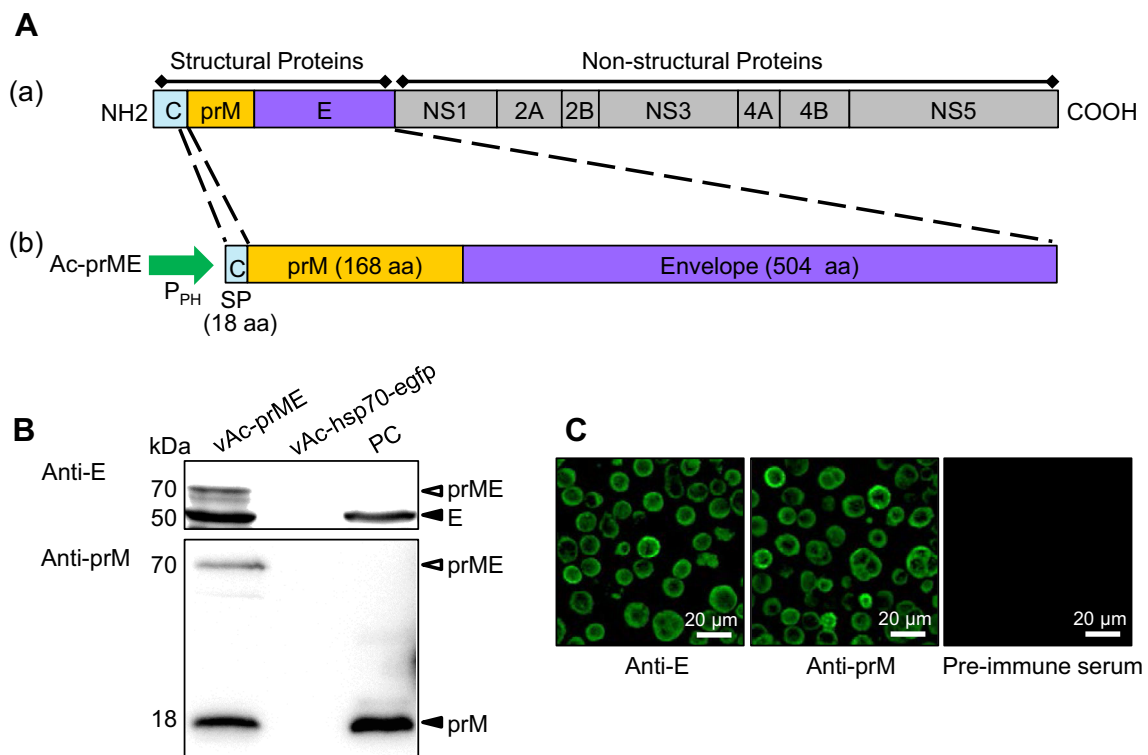 A
Structural Proteins
Non-structural Proteins
(a)
NH2 C prM E NS1 2A 2B NS3 4A 4B NS5 COOH
(b)
Ac-prME
PPH
C prM (168 aa) Envelope (504 aa)
SP
(18 aa)
B
kDa vAc-prME vAc-hsp70-egfp PC
Anti-E
70 prME
50 E
Anti-prM
70 prME
18 prM
C
20 µm 20 µm 20 µm
Anti-E Anti-prM Pre-immune serum